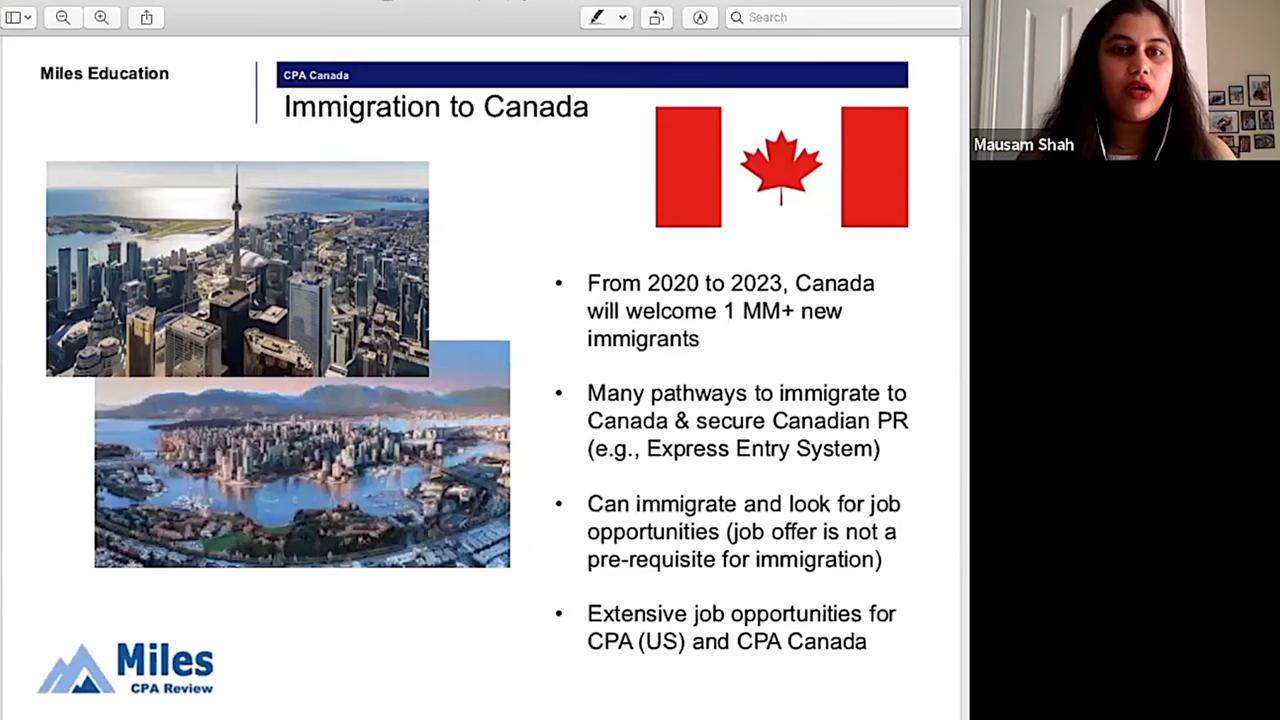 Search
Miles Education
CPA Canada
Immigration to Canada
Mausam Shah
• From 2020 to 2023, Canada
will welcome 1 MM+ new
immigrants
• Many pathways to immigrate to
Canada & secure Canadian PR
(e.g., Express Entry System)
• Can immigrate and look for job
opportunities (job offer is not a
pre-requisite for immigration)
• Extensive job opportunities for
CPA (US) and CPA Canada
Miles
CPA Review